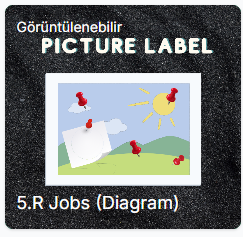 Görüntülenebilir
PICTURE LABEL
5.R Jobs (Diagram)